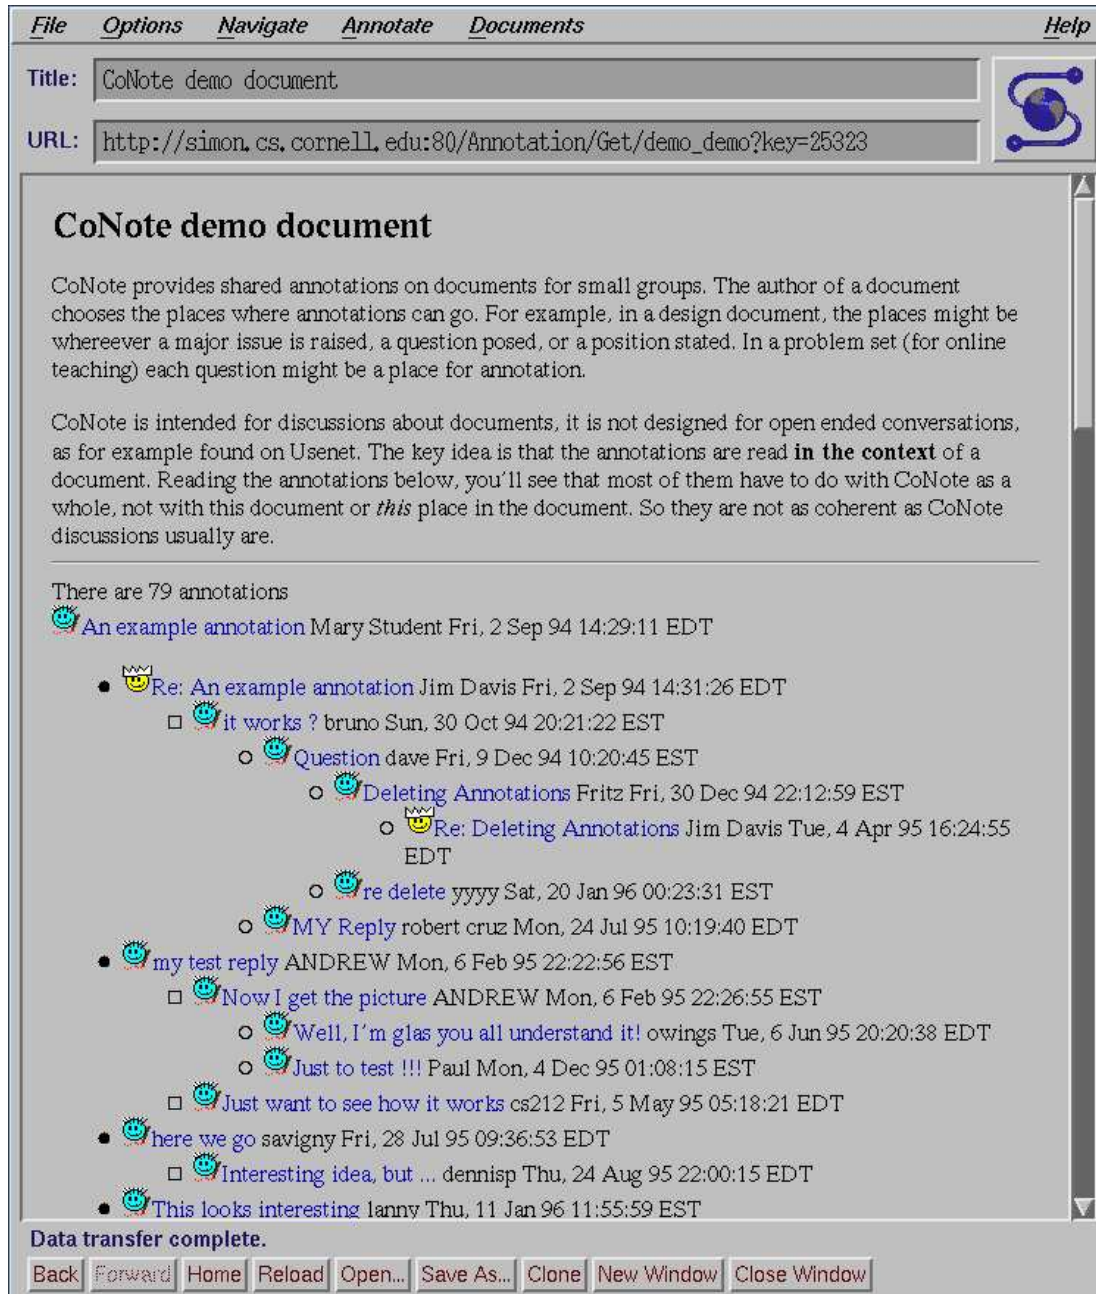 File Options Navigate Annotate Documents Help
Title: CoNote demo document
URL: http://simon.cs.cornell.edu:80/Annotation/Get/demo_demo?key=25323
CoNote demo document
CoNote provides shared annotations on documents for small groups. The author of a document
chooses the places where annotations can go. For example, in a design document, the places might be
whereever a major issue is raised, a question posed, or a position stated. In a problem set (for online
teaching) each question might be a place for annotation.
CoNote is intended for discussions about documents, it is not designed for open ended conversations,
as for example found on Usenet. The key idea is that the annotations are read in the context of a
document. Reading the annotations below, you'll see that most of them have to do with CoNote as a
whole, not with this document or this place in the document. So they are not as coherent as CoNote
discussions usually are.
There are 79 annotations
An example annotation Mary Student Fri, 2 Sep 94 14:29:11 EDT
Re: An example annotation Jim Davis Fri, 2 Sep 94 14:31:26 EDT
it works ? bruno Sun, 30 Oct 94 20:21:22 EST
Question dave Fri, 9 Dec 94 10:20:45 EST
Deleting Annotations Fritz Fri, 30 Dec 94 22:12:59 EST
Re: Deleting Annotations Jim Davis Tue, 4 Apr 95 16:24:55
EDT
re delete yyyy Sat, 20 Jan 96 00:23:31 EST
MY Reply robert cruz Mon, 24 Jul 95 10:19:40 EDT
my test reply ANDREW Mon, 6 Feb 95 22:22:56 EST
Now I get the picture ANDREW Mon, 6 Feb 95 22:26:55 EST
Well, I'm glas you all understand it! owings Tue, 6 Jun 95 20:20:38 EDT
Just to test !!! Paul Mon, 4 Dec 95 01:08:15 EST
Just want to see how it works cs212 Fri, 5 May 95 05:18:21 EDT
here we go savigny Fri, 28 Jul 95 09:36:53 EDT
Interesting idea, but ... dennisp Thu, 24 Aug 95 22:00:15 EDT
This looks interesting lanny Thu, 11 Jan 96 11:55:59 EST
Data transfer complete.
Back Forward Home Reload Open... Save As... Clone New Window Close Window